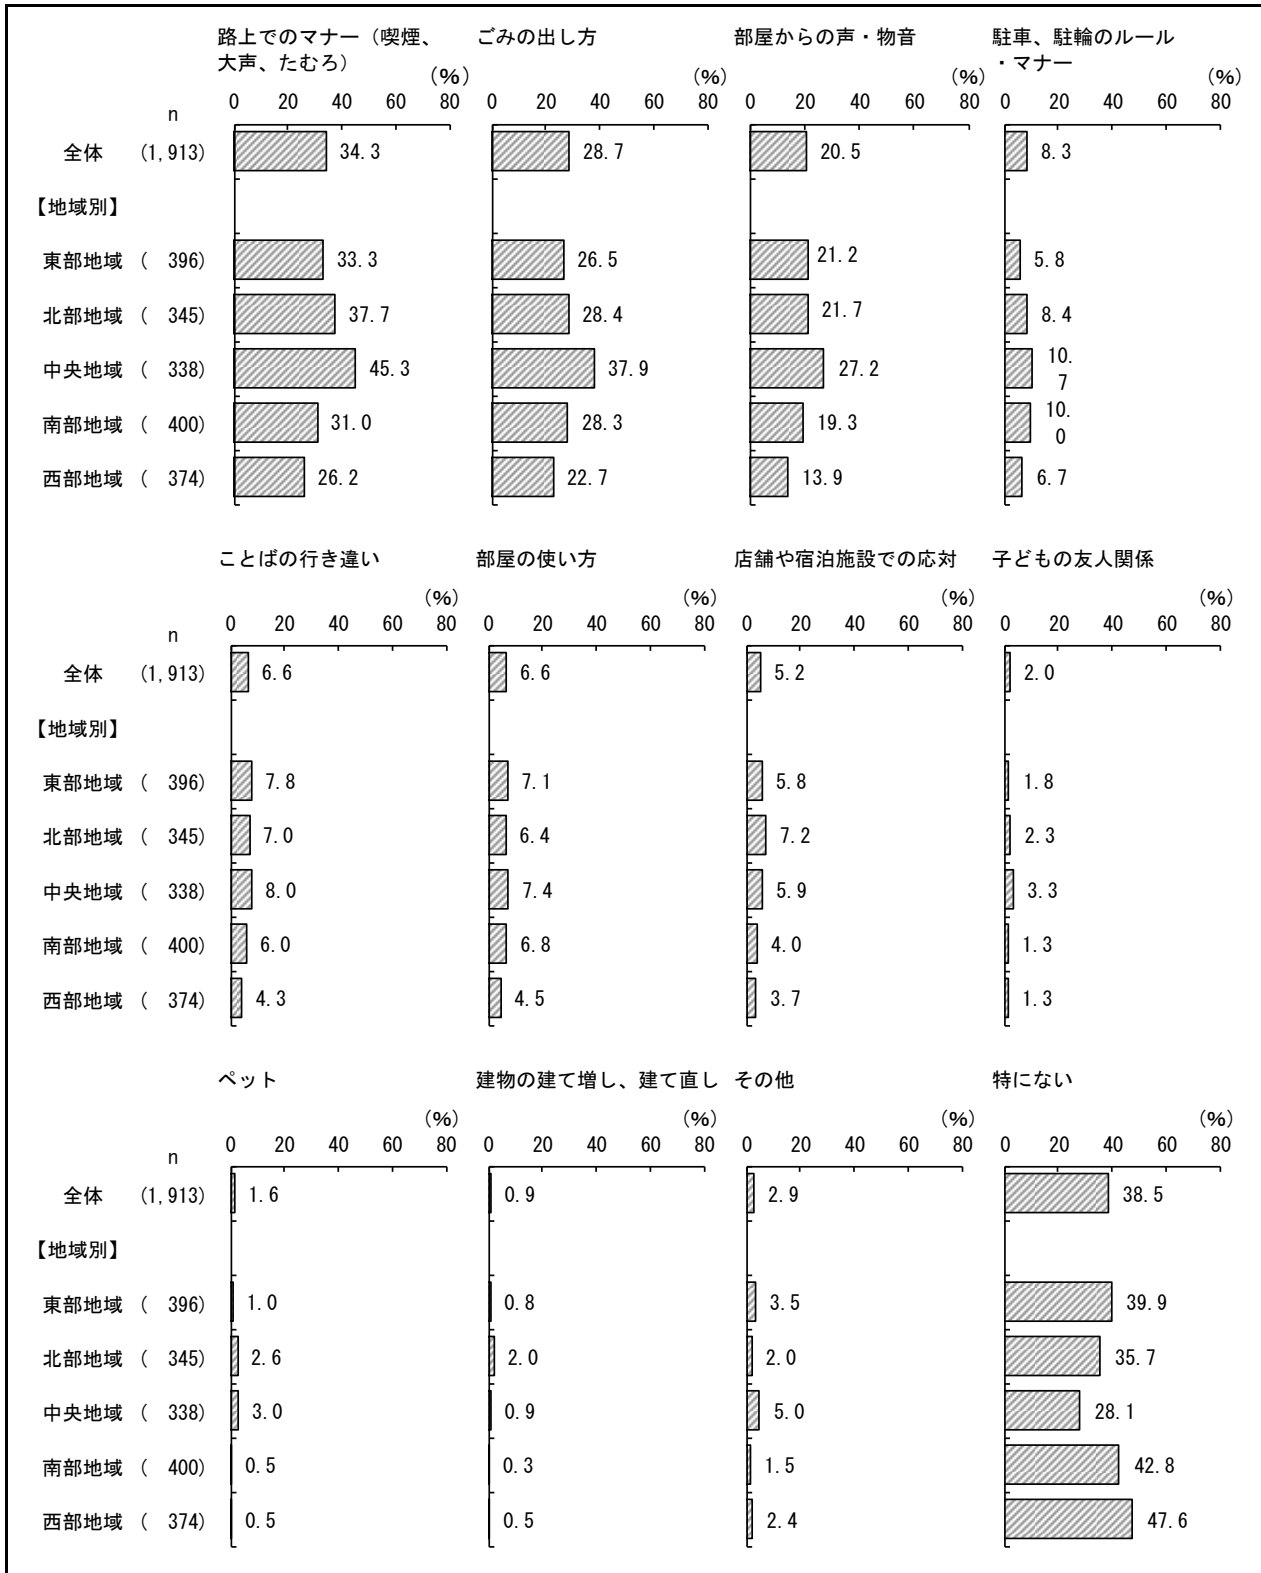 路上でのマナー（喫煙、 ごみの出し方 部屋からの声・物音 駐車、駐輪のルール
大声、たむろ） ・マナー
(%) (%) (%) (%)
0 20 40 60 80 0 20 40 60 80 0 20 40 60 80 0 20 40 60 80
n
全体 (1,913) 34.3 28.7 20.5 8.3
【地域別】
東部地域 ( 396) 33.3 26.5 21.2 5.8
北部地域 ( 345) 37.7 28.4 21.7 8.4
中央地域 ( 338) 45.3 37.9 27.2 10.7
南部地域 ( 400) 31.0 28.3 19.3 10.0
西部地域 ( 374) 26.2 22.7 13.9 6.7
ことばの行き違い 部屋の使い方 店舗や宿泊施設での応対 子どもの友人関係
(%) (%) (%) (%)
0 20 40 60 80 0 20 40 60 80 0 20 40 60 80 0 20 40 60 80
n
全体 (1,913) 6.6 6.6 5.2 2.0
【地域別】
東部地域 ( 396) 7.8 7.1 5.8 1.8
北部地域 ( 345) 7.0 6.4 7.2 2.3
中央地域 ( 338) 8.0 7.4 5.9 3.3
南部地域 ( 400) 6.0 6.8 4.0 1.3
西部地域 ( 374) 4.3 4.5 3.7 1.3
ペット 建物の建て増し、建て直し その他 特にない
(%) (%) (%) (%)
0 20 40 60 80 0 20 40 60 80 0 20 40 60 80 0 20 40 60 80
n
全体 (1,913) 1.6 0.9 2.9 38.5
【地域別】
東部地域 ( 396) 1.0 0.8 3.5 39.9
北部地域 ( 345) 2.6 2.0 2.0 35.7
中央地域 ( 338) 3.0 0.9 5.0 28.1
南部地域 ( 400) 0.5 0.3 1.5 42.8
西部地域 ( 374) 0.5 0.5 2.4 47.6